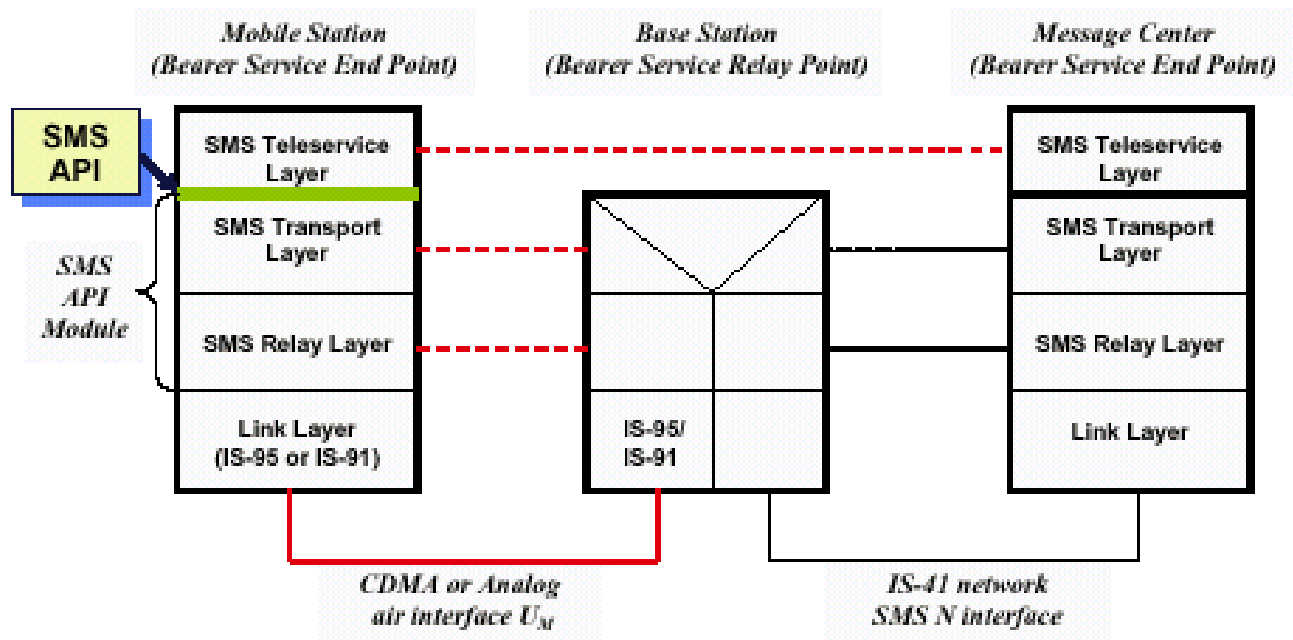 Mobile Station
(Bearer Service End Point)
Base Station
(Bearer Service Relay Point)
Message Center
(Bearer Service End Point)
SMS
API
SMS Teleservice
Layer
SMS Transport
Layer
SMS Relay Layer
Link Layer
(IS-95 or IS-91)
SMS
API
Module
IS-95/
IS-91
SMS Teleservice
Layer
SMS Transport
Layer
SMS Relay Layer
Link Layer
CDMA or Analog
air interface UM
IS-41 network
SMS N interface